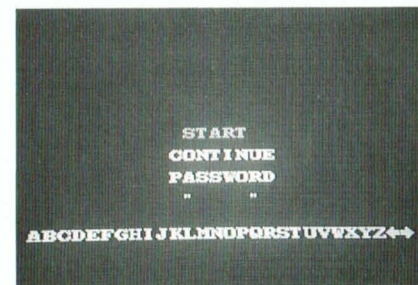 START
CONTINUE
PASSWORD
" "
ABCDEFGHIJKLMNOPQRSTUVWXYZ↔